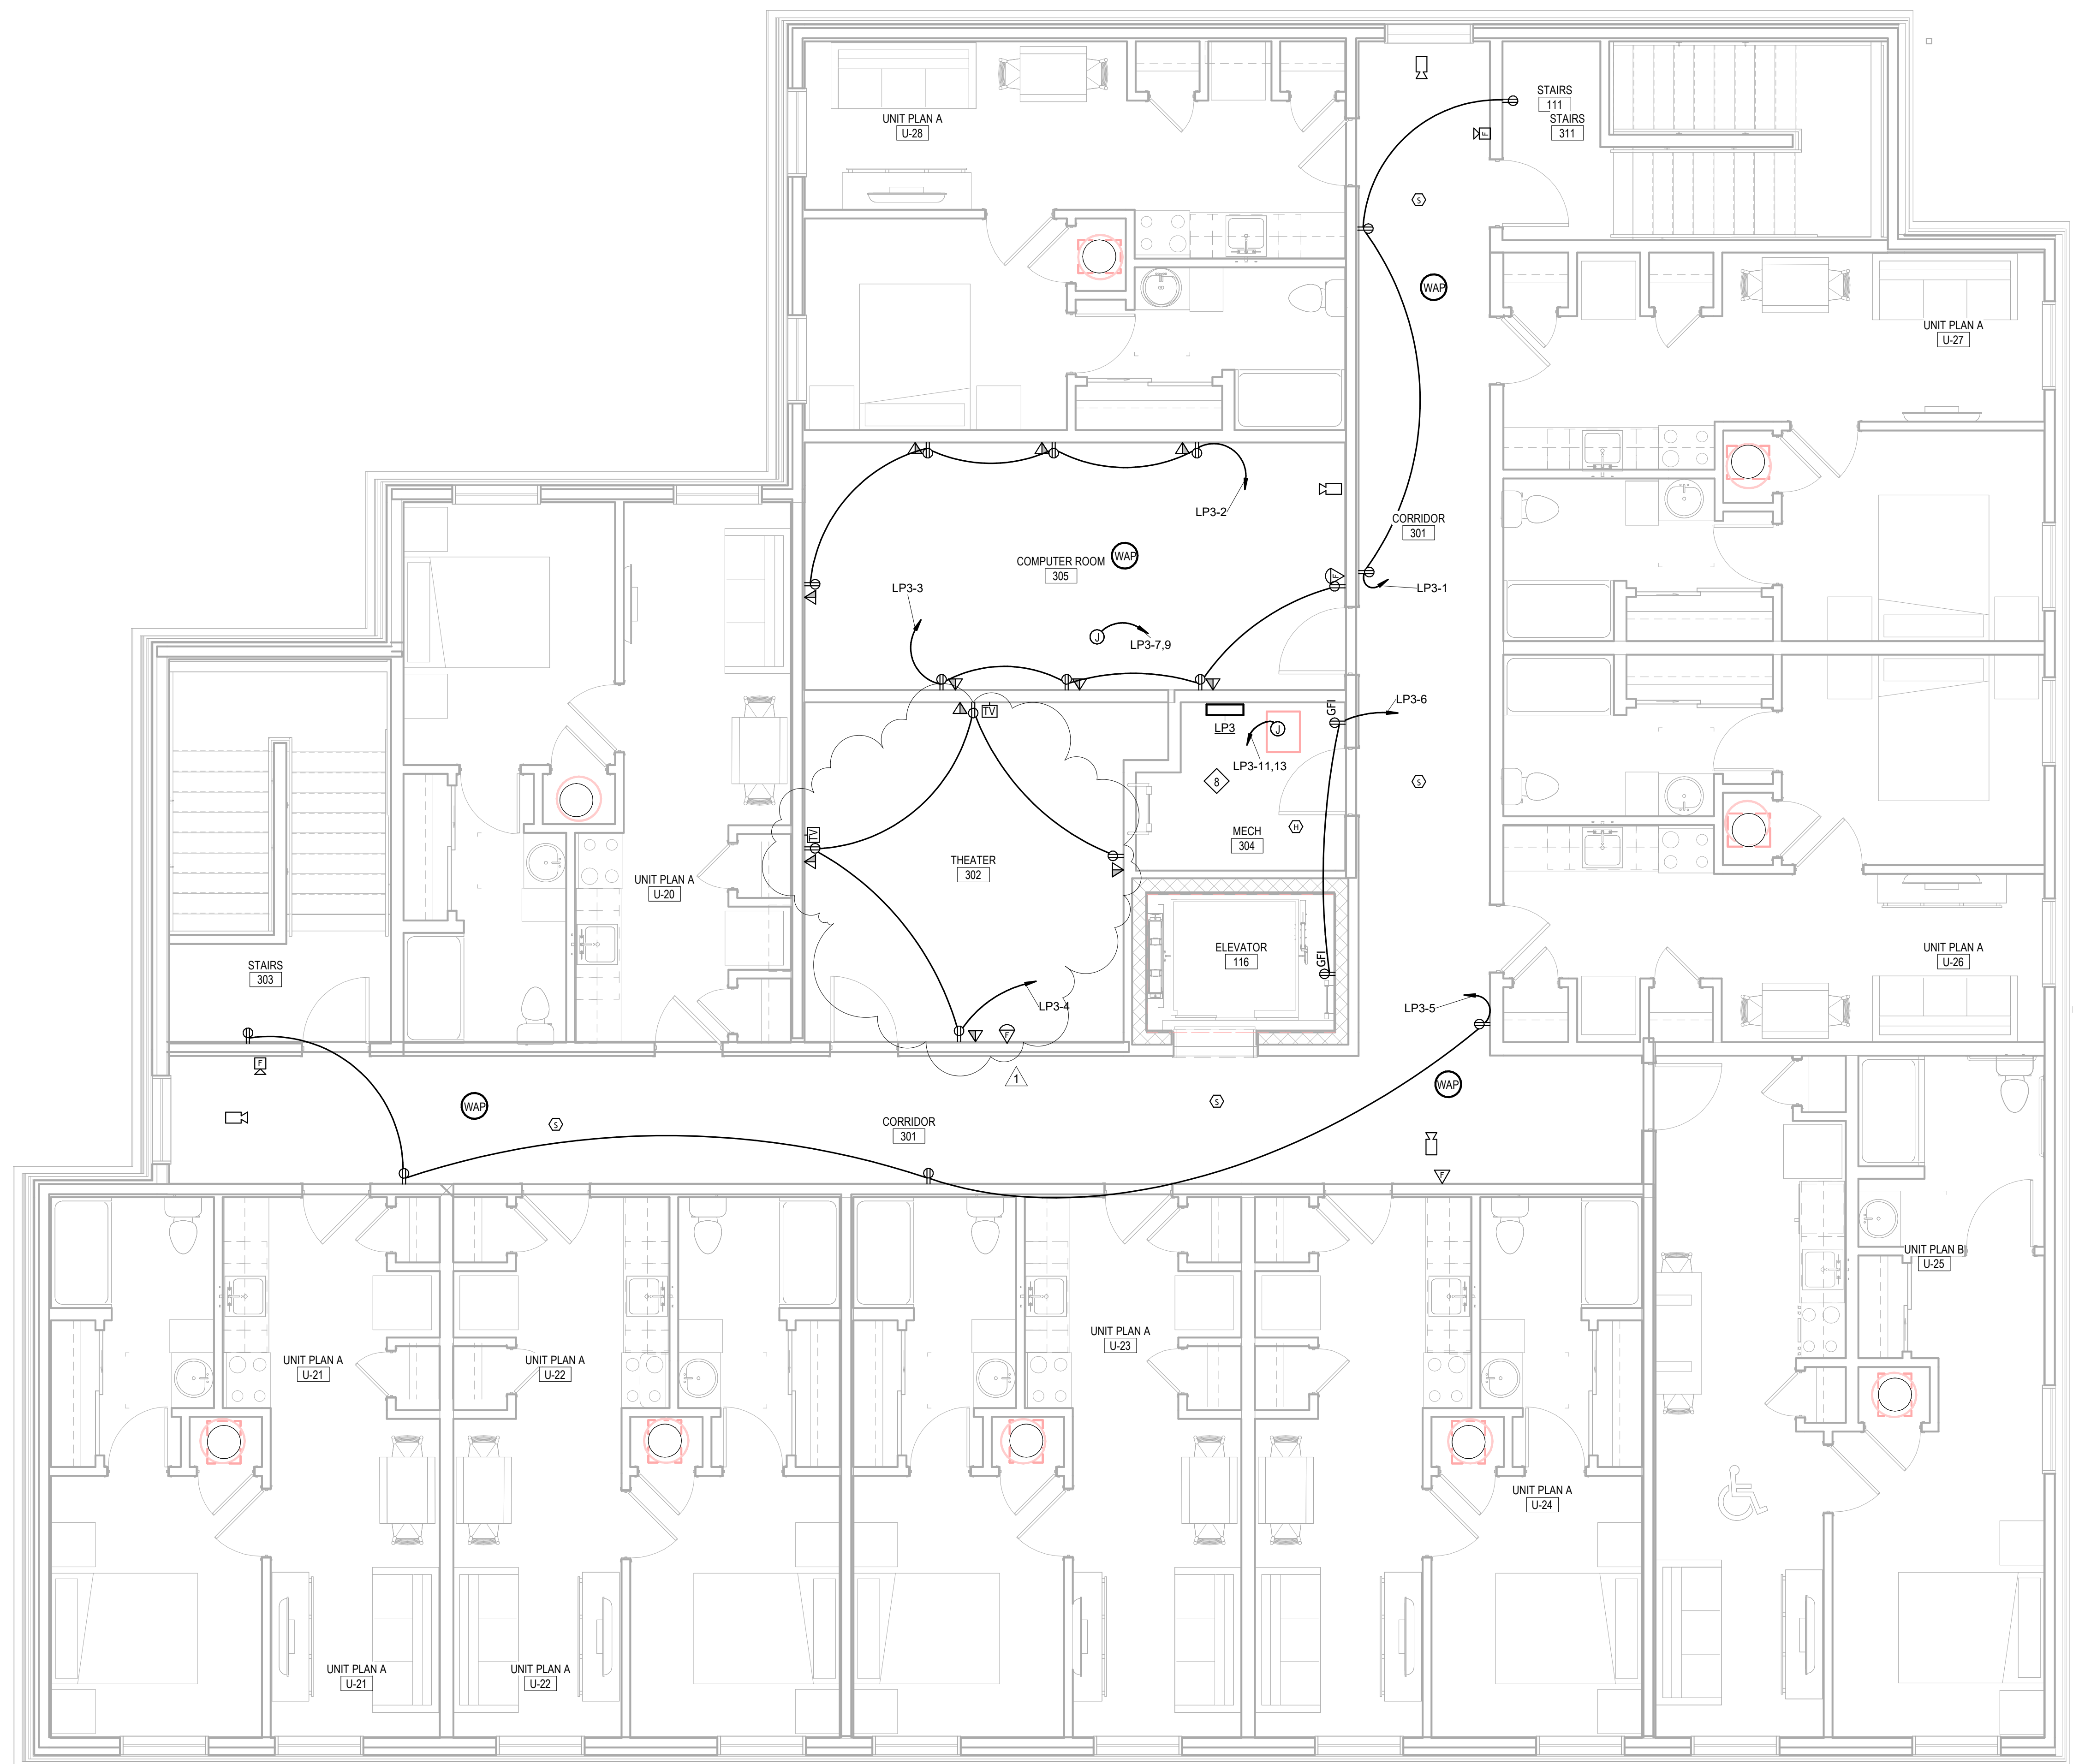 STAIRS
111
STAIRS
311
UNIT PLAN A
U-28
F
S
WAP
UNIT PLAN A
U-27
LP3-2
CORRIDOR
301
COMPUTER ROOM
305
WAP
F
LP3-3
LP3-1
J
LP3-7,9
LP3-6
GFI
TV
LP3
J
LP3-11,13
8
S
H
MECH
304
TV
THEATER
302
UNIT PLAN A
U-20
ELEVATOR
116
GFI
UNIT PLAN A
U-26
STAIRS
303
LP3-4
LP3-5
F
F
1
WAP
WAP
S
S
CORRIDOR
301
F
UNIT PLAN B
U-25
UNIT PLAN A
U-23
UNIT PLAN A
U-21
UNIT PLAN A
U-22
UNIT PLAN A
U-24
UNIT PLAN A
U-21
UNIT PLAN A
U-22